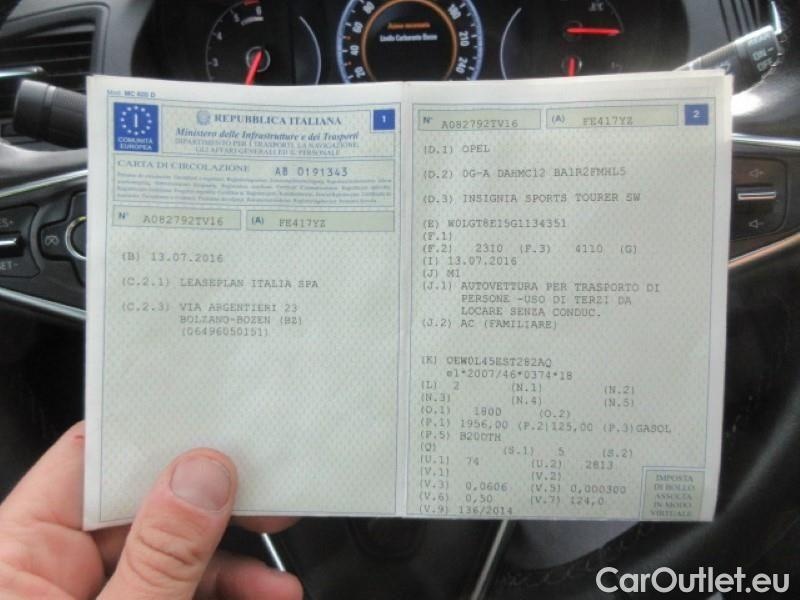 Avviso necessario
Livello Carburante Basso
Mod. MC 820 D
I
COMUNITÀ
EUROPEA
REPUBBLICA ITALIANA
1
Ministero delle Infrastrutture e dei Trasporti
DIPARTIMENTO PER I TRASPORTI, LA NAVIGAZIONE,
GLI AFFARI GENERALI ED IL PERSONALE
CARTA DI CIRCOLAZIONE AB 0191343
N° A082792TV16 (A) FE417YZ
(B) 13.07.2016
(C.2.1) LEASEPLAN ITALIA SPA
(C.2.3) VIA ARGENTIERI 23
BOLZANO-BOZEN (BZ)
(06496050151)
N° A082792TV16 (A) FE417YZ 2
(D.1) OPEL
(D.2) 0G-A DAHMC12 BA1R2FMHL5
(D.3) INSIGNIA SPORTS TOURER SW
(E) W0LGT8E15G1134351
(F.1)
(F.2) 2310 (F.3) 4110 (G)
(I) 13.07.2016
(J) M1
(J.1) AUTOVETTURA PER TRASPORTO DI
PERSONE -USO DI TERZI DA
LOCARE SENZA CONDUC.
(J.2) AC (FAMILIARE)
(K) OEW0L45EST282AQ
e1*2007/46*0374*18
(L) 2 (N.1) (N.2)
(N.3) (N.4) (N.5)
(O.1) 1800 (O.2)
(P.1) 1956,00 (P.2) 125,00 (P.3) GASOL
(P.5) B20DTH
(Q) (S.1) 5 (S.2)
(U.1) 74 (U.2) 2813
(V.1) (V.2)
(V.3) 0,0606 (V.5) 0,000300
(V.6) 0,50 (V.7) 124,0
(V.9) 136/2014
IMPOSTA
DI BOLLO
ASSOLTA
IN MODO
VIRTUALE
CarOutlet.eu